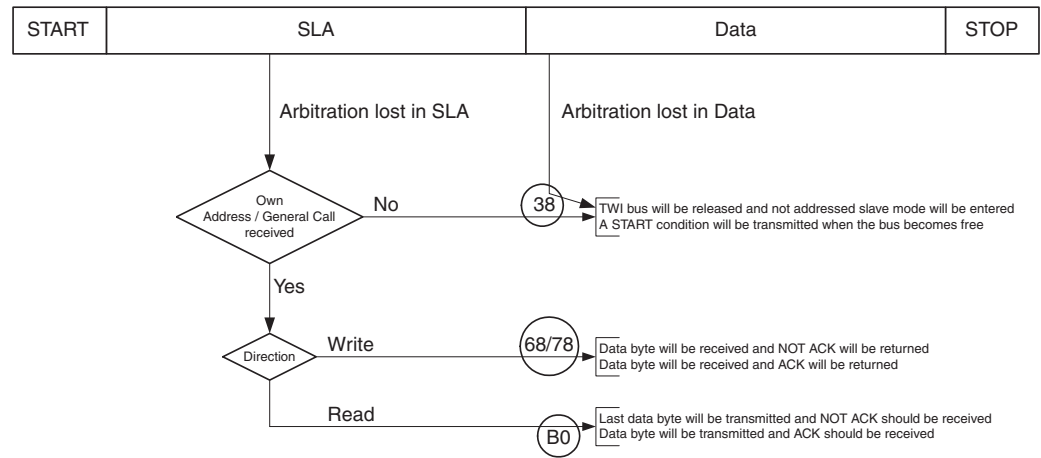 START SLA Data STOP
Arbitration lost in SLA Arbitration lost in Data
Own
Address / General Call
received
No
38
TWI bus will be released and not addressed slave mode will be entered
A START condition will be transmitted when the bus becomes free
Yes
Direction
Write
68/78
Data byte will be received and NOT ACK will be returned
Data byte will be received and ACK will be returned
Read
B0
Last data byte will be transmitted and NOT ACK should be received
Data byte will be transmitted and ACK should be received